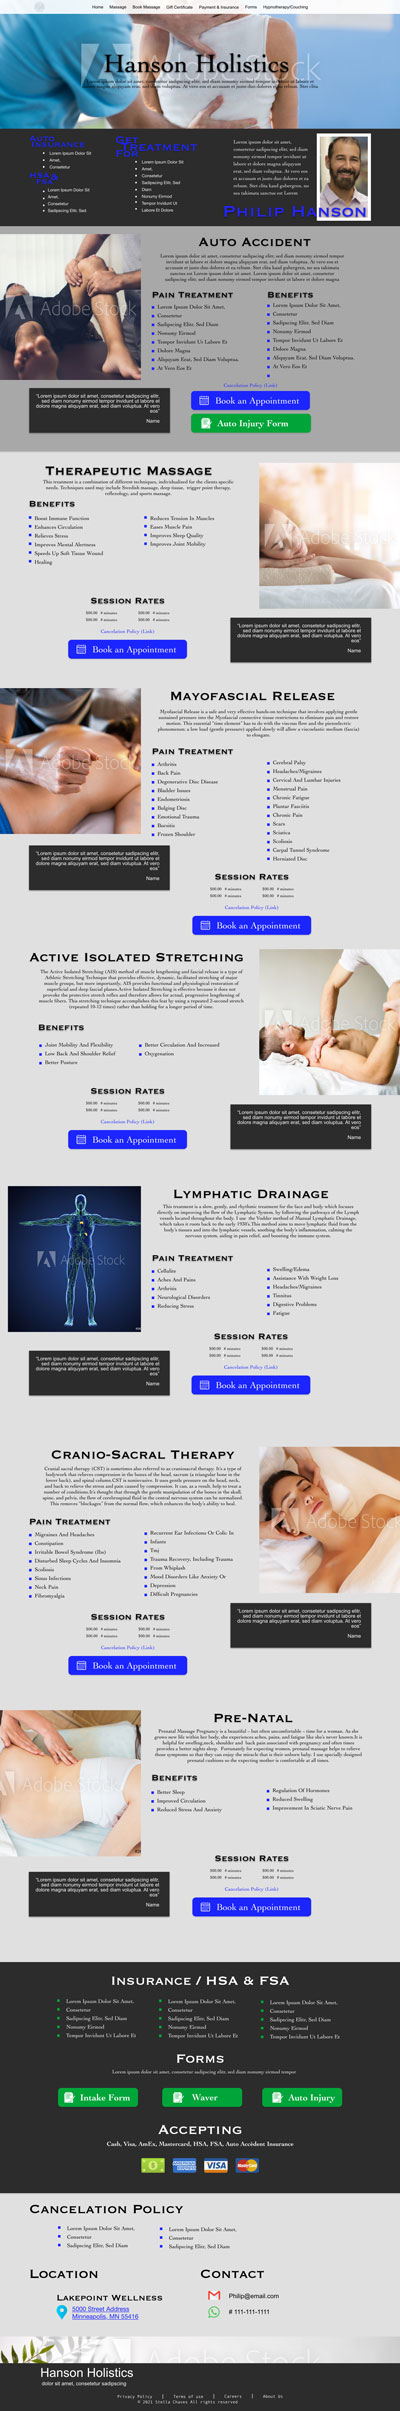 Home Massage Book Massage Gift Certificate Payment & Insurance Forms Hypnotherapy/Couching
Hanson Holistics
Lorem ipsum dolor sit amet, consetetur sadipscing elitr, sed diam nonumy eirmod tempor invidunt ut labore et
dolore magna aliquyam erat, sed diam voluptua. At vero eos et accusam et justo duo dolores et ea rebum. Stet clita
Auto
Insurance
Lorem Ipsum Dolor Sit
Amet,
Consetetur
HSA &
FSA
Lorem Ipsum Dolor Sit
Amet,
Consetetur
Sadipscing Elitr, Sed
Get
Treatment
for
Lorem Ipsum Dolor Sit
Amet,
Consetetur
Sadipscing Elitr, Sed
Diam
Nonumy Eirmod
Tempor Invidunt Ut
Labore Et Dolore
Lorem ipsum dolor sit amet,
consetetur sadipscing elitr, sed diam
nonumy eirmod tempor invidunt ut
labore et dolore magna aliquyam
erat, sed diam voluptua. At vero eos
et accusam et justo duo dolores et ea
rebum. Stet clita kasd gubergren, no
sea takimata sanctus est Lorem
Philip Hanson
Auto Accident
Lorem ipsum dolor sit amet, consetetur sadipscing elitr, sed diam nonumy eirmod tempor
invidunt ut labore et dolore magna aliquyam erat, sed diam voluptua. At vero eos et
accusam et justo duo dolores et ea rebum. Stet clita kasd gubergren, no sea takimata
sanctus est Lorem ipsum dolor sit amet. Lorem ipsum dolor sit amet, consetetur
sadipscing elitr, sed diam nonumy eirmod tempor invidunt ut labore et dolore magna
Pain Treatment
Lorem Ipsum Dolor Sit Amet,
Consetetur
Sadipscing Elitr, Sed Diam
Nonumy Eirmod
Tempor Invidunt Ut Labore Et
Dolore Magna
Aliquyam Erat, Sed Diam Voluptua.
At Vero Eos Et
Benefits
Lorem Ipsum Dolor Sit Amet,
Consetetur
Sadipscing Elitr, Sed Diam
Nonumy Eirmod
Tempor Invidunt Ut Labore Et
Dolore Magna
Aliquyam Erat, Sed Diam Voluptua.
At Vero Eos Et
Cancelation Policy (Link)
Book an Appointment
Auto Injury Form
"Lorem ipsum dolor sit amet, consetetur sadipscing elitr,
sed diam nonumy eirmod tempor invidunt ut labore et
dolore magna aliquyam erat, sed diam voluptua. At vero
eos"
Name
Therapeutic Massage
This treatment is a combination of different techniques, individualized for the clients specific
needs. Techniques used may include Swedish massage, deep tissue, trigger point therapy,
reflexology, and sports massage.
Benefits
Boost Immune Function
Enhances Circulation
Relieves Stress
Improves Mental Alertness
Speeds Up Soft Tissue Wound
Healing
Reduces Tension In Muscles
Eases Muscle Pain
Improves Sleep Quality
Improves Joint Mobility
Session Rates
$00.00 # minutes $00.00 # minutes
$00.00 # minutes $00.00 # minutes
Cancelation Policy (Link)
Book an Appointment
"Lorem ipsum dolor sit amet, consetetur sadipscing elitr,
sed diam nonumy eirmod tempor invidunt ut labore et
dolore magna aliquyam erat, sed diam voluptua. At vero
eos"
Name
Mayofascial Release
Myofascial Release is a safe and very effective hands-on technique that involves applying gentle
sustained pressure into the Myofascial connective tissue restrictions to eliminate pain and restore
motion. This essential "time element" has to do with the viscous flow and the piezoelectric
phenomenon: a low load (gentle pressure) applied slowly will allow a viscoelastic medium (fascia)
to elongate.
Pain Treatment
Arthritis
Back Pain
Degenerative Disc Disease
Bladder Issues
Endometriosis
Bulging Disc
Emotional Trauma
Bursitis
Frozen Shoulder
Cerebral Palsy
Headaches/Migraines
Cervical And Lumbar Injuries
Menstrual Pain
Chronic Fatigue
Plantar Fasciitis
Chronic Pain
Scars
Sciatica
Scoliosis
Carpal Tunnel Syndrome
Herniated Disc
"Lorem ipsum dolor sit amet, consetetur sadipscing elitr,
sed diam nonumy eirmod tempor invidunt ut labore et
dolore magna aliquyam erat, sed diam voluptua. At vero
eos"
Name
Session Rates
$00.00 # minutes $00.00 # minutes
$00.00 # minutes $00.00 # minutes
Cancelation Policy (Link)
Book an Appointment
Active Isolated Stretching
The Active Isolated Stretching (AIS) method of muscle lengthening and fascial release is a type of
Athletic Stretching Technique that provides effective, dynamic, facilitated stretching of major
muscle groups, but more importantly, AIS provides functional and physiological restoration of
superficial and deep fascial planes. Active Isolated Stretching is effective because it does not
provoke the protective stretch reflex and therefore allows for actual, progressive lengthening of
muscle fibers. This stretching technique accomplishes this feat by using a repeated 2-second stretch
(repeated 10-12 times) rather than holding for a longer period of time.
Benefits
Joint Mobility And Flexibility
Low Back And Shoulder Relief
Better Posture
Better Circulation And Increased
Oxygenation
Session Rates
$00.00 # minutes $00.00 # minutes
$00.00 # minutes $00.00 # minutes
Cancelation Policy (Link)
Book an Appointment
"Lorem ipsum dolor sit amet, consetetur sadipscing elitr,
sed diam nonumy eirmod tempor invidunt ut labore et
dolore magna aliquyam erat, sed diam voluptua. At vero
eos"
Name
Lymphatic Drainage
This treatment is a slow, gently, and rhythmic treatment for the face and body which focuses
directly on improving the flow of the Lymphatic System, by following the pathways of the Lymph
vessels located throughout the body. I use the Vodder method of Manual Lymphatic Drainage,
which takes it roots back to the early 1930's. This method aims to move lymphatic fluid from the
body's tissues and into the lymphatic vessels, soothing the body's inflammation, calming the
nervous system, aiding in pain relief, and boosting the immune system.
Pain Treatment
Cellulite
Aches And Pains
Arthritis
Neurological Disorders
Reducing Stress
Swelling/Edema
Assistance With Weight Loss
Headaches/Migraines
Tinnitus
Digestive Problems
Fatigue
Session Rates
$00.00 # minutes $00.00 # minutes
$00.00 # minutes $00.00 # minutes
Cancelation Policy (Link)
Book an Appointment
"Lorem ipsum dolor sit amet, consetetur sadipscing elitr,
sed diam nonumy eirmod tempor invidunt ut labore et
dolore magna aliquyam erat, sed diam voluptua. At vero
eos"
Name
Cranio-Sacral Therapy
Cranial sacral therapy (CST) is sometimes also referred to as craniosacral therapy. It's a type of
bodywork that relieves compression in the bones of the head, sacrum (a triangular bone in the
lower back), and spinal column.CST is noninvasive. It uses gentle pressure on the head, neck,
and back to relieve the stress and pain caused by compression. It can, as a result, help to treat a
number of conditions.It's thought that through the gentle manipulation of the bones in the skull,
spine, and pelvis, the flow of cerebrospinal fluid in the central nervous system can be normalized.
This removes "blockages" from the normal flow, which enhances the body's ability to heal.
Pain Treatment
Migraines And Headaches
Constipation
Irritable Bowel Syndrome (Ibs)
Disturbed Sleep Cycles And Insomnia
Scoliosis
Sinus Infections
Neck Pain
Fibromyalgia
Recurrent Ear Infections Or Colic In
Infants
Tmj
Trauma Recovery, Including Trauma
From Whiplash
Mood Disorders Like Anxiety Or
Depression
Difficult Pregnancies
Session Rates
$00.00 # minutes $00.00 # minutes
$00.00 # minutes $00.00 # minutes
Cancelation Policy (Link)
Book an Appointment
"Lorem ipsum dolor sit amet, consetetur sadipscing elitr,
sed diam nonumy eirmod tempor invidunt ut labore et
dolore magna aliquyam erat, sed diam voluptua. At vero
eos"
Name
Pre-Natal
Prenatal Massage Pregnancy is a beautiful – but often uncomfortable – time for a woman. As she
grows new life within her body, she experiences aches, pains, and fatigue like she's never known.It is
helpful for swelling,neck, shoulder and back pain associated with pregnancy and often times
provides a better nights sleep. Fortunately for expecting women, prenatal massage helps to relieve
those symptoms so that they can enjoy the miracle that is their unborn baby. I use specially designed
prenatal cushions so the expecting mother is comfortable at all times.
Benefits
Better Sleep
Improved Circulation
Reduced Stress And Anxiety
Regulation Of Hormones
Reduced Swelling
Improvement In Sciatic Nerve Pain
Session Rates
$00.00 # minutes $00.00 # minutes
$00.00 # minutes $00.00 # minutes
Cancelation Policy (Link)
Book an Appointment
"Lorem ipsum dolor sit amet, consetetur sadipscing elitr,
sed diam nonumy eirmod tempor invidunt ut labore et
dolore magna aliquyam erat, sed diam voluptua. At vero
eos"
Name
Insurance / HSA & FSA
Lorem Ipsum Dolor Sit Amet,
Consetetur
Sadipscing Elitr, Sed Diam
Nonumy Eirmod
Tempor Invidunt Ut Labore Et
Lorem Ipsum Dolor Sit Amet,
Consetetur
Sadipscing Elitr, Sed Diam
Nonumy Eirmod
Tempor Invidunt Ut Labore Et
Lorem Ipsum Dolor Sit Amet,
Consetetur
Sadipscing Elitr, Sed Diam
Nonumy Eirmod
Tempor Invidunt Ut Labore Et
Forms
Lorem ipsum dolor sit amet, consetetur sadipscing elitr, sed diam nonumy eirmod tempor
Intake Form Waver Auto Injury
Accepting
Cash, Visa, AmEx, Mastercard, HSA, FSA, Auto Accident Insurance
VISA
MasterCard
Cancelation Policy
Lorem Ipsum Dolor Sit Amet,
Consetetur
Sadipscing Elitr, Sed Diam
Lorem Ipsum Dolor Sit Amet,
Consetetur
Sadipscing Elitr, Sed Diam
Location
Lakepoint Wellness
5000 Street Address
Minneapolis, MN 55416
Contact
Philip@email.com
# 111-111-1111
Hanson Holistics
dolor sit amet, consetetur sadipscing
Privacy Policy | Terms of use | Careers | About Us
© 2021 Stella Chaves All rights reserved